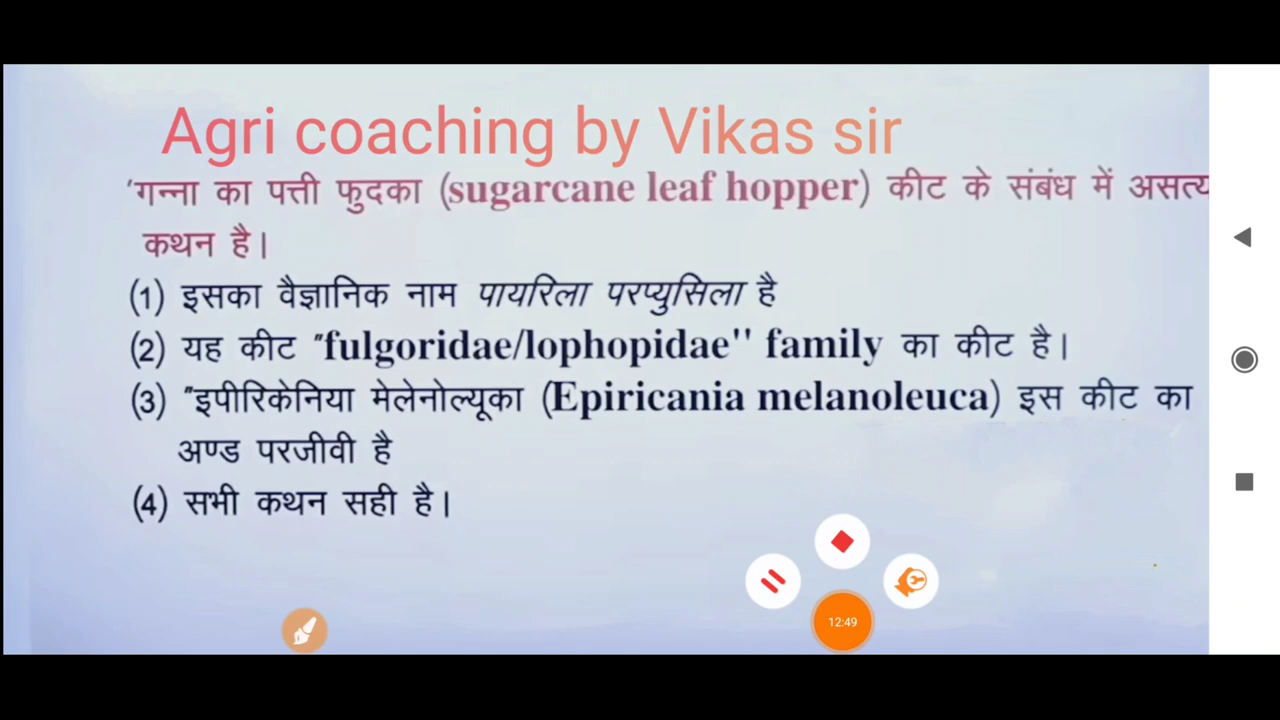 Agri coaching by Vikas sir
'गन्ना का पत्ती फुदका (sugarcane leaf hopper) कीट के संबंध में असत्य
कथन है।
(1) इसका वैज्ञानिक नाम पायरिला परप्युसिला है
(2) यह कीट "fulgoridae/lophopidae'' family का कीट है।
(3) "इपीरिकेनिया मेलेनोल्यूका (Epiricania melanoleuca) इस कीट का
अण्ड परजीवी है
(4) सभी कथन सही है।
12:49